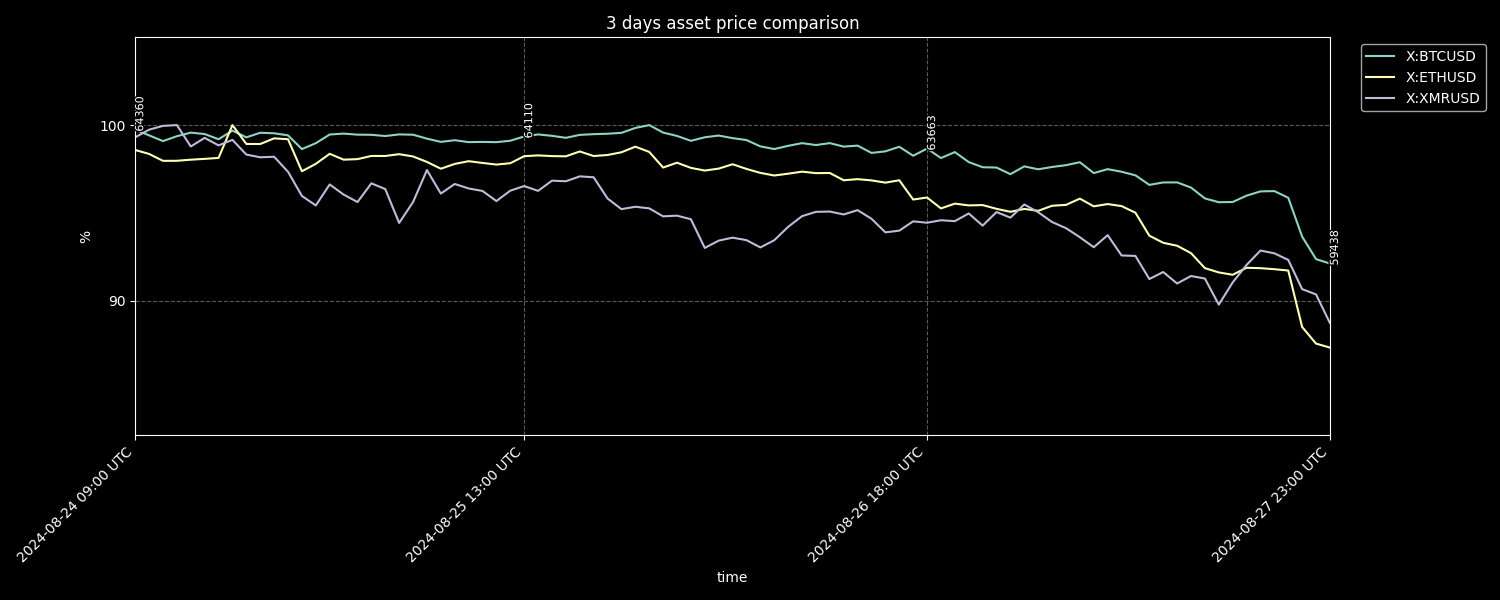 3 days asset price comparison
X:BTCUSD
X:ETHUSD
X:XMRUSD
%
100
90
64360
64110
63663
59438
2024-08-24 09:00 UTC
2024-08-25 13:00 UTC
2024-08-26 18:00 UTC
2024-08-27 23:00 UTC
time